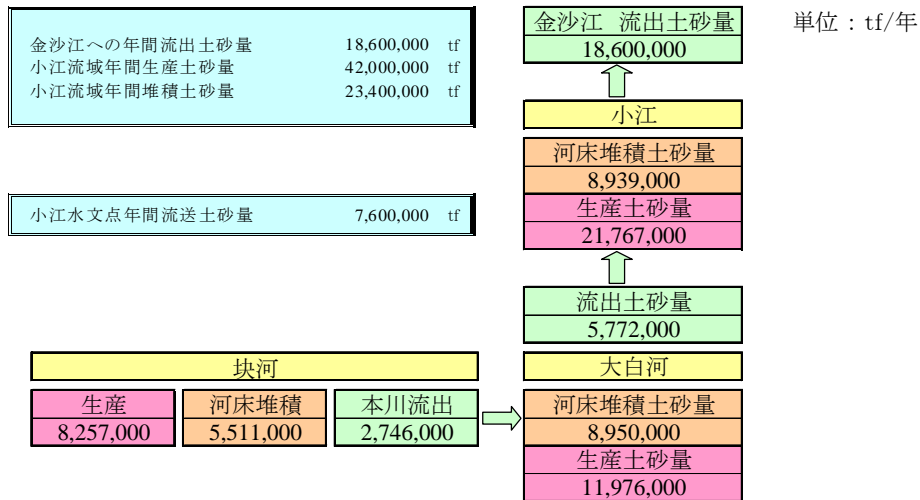 金沙江への年間流出土砂量 18,600,000 tf
小江流域年間生産土砂量 42,000,000 tf
小江流域年間堆積土砂量 23,400,000 tf
小江水文点年間流送土砂量 7,600,000 tf
単位：tf/年
金沙江 流出土砂量
18,600,000
小江
河床堆積土砂量
8,939,000
生産土砂量
21,767,000
流出土砂量
5,772,000
块河
生産 河床堆積 本川流出
8,257,000 5,511,000 2,746,000
大白河
河床堆積土砂量
8,950,000
生産土砂量
11,976,000